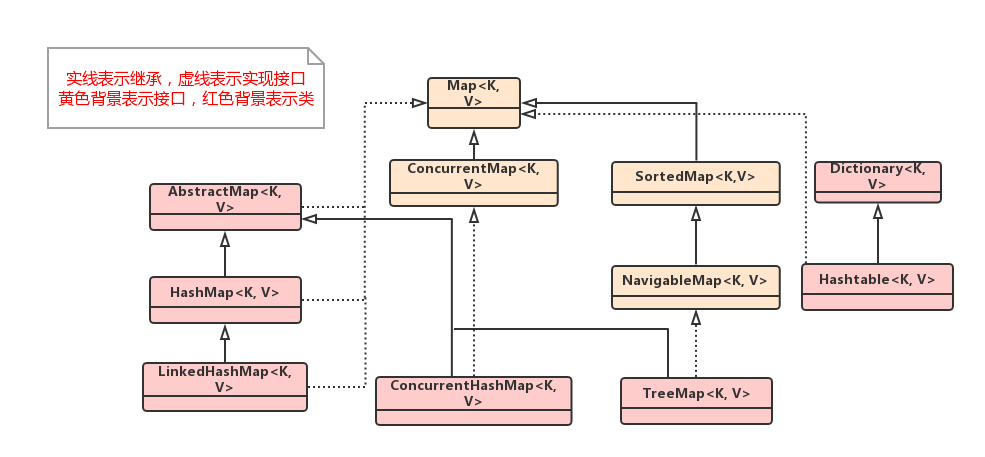 实线表示继承，虚线表示实现接口
黄色背景表示接口，红色背景表示类
Map<K,
V>
ConcurrentMap<K,
V>
SortedMap<K,V>
Dictionary<K,
V>
AbstractMap<K,
V>
HashMap<K, V>
NavigableMap<K, V>
Hashtable<K, V>
LinkedHashMap<K,
V>
ConcurrentHashMap<K,
V>
TreeMap<K, V>